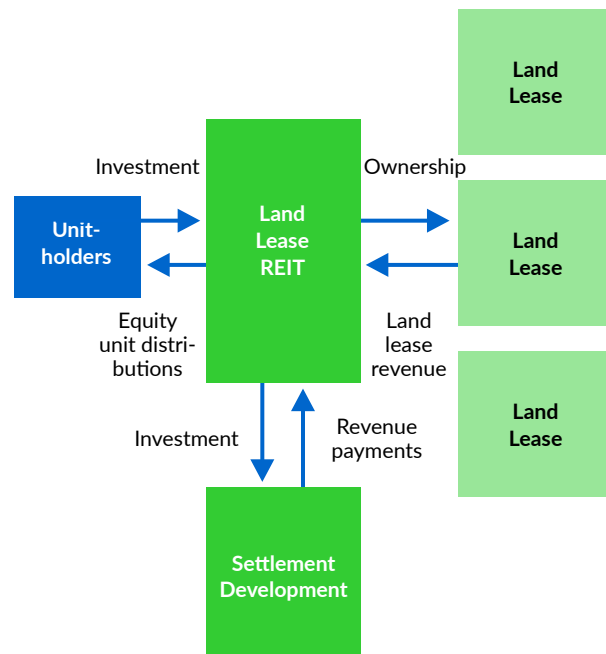 Land
Lease
Investment
Ownership
Unit-
holders
Land
Lease
REIT
Land
Lease
Equity
unit distri-
butions
Land
lease
revenue
Land
Lease
Investment
Revenue
payments
Settlement
Development